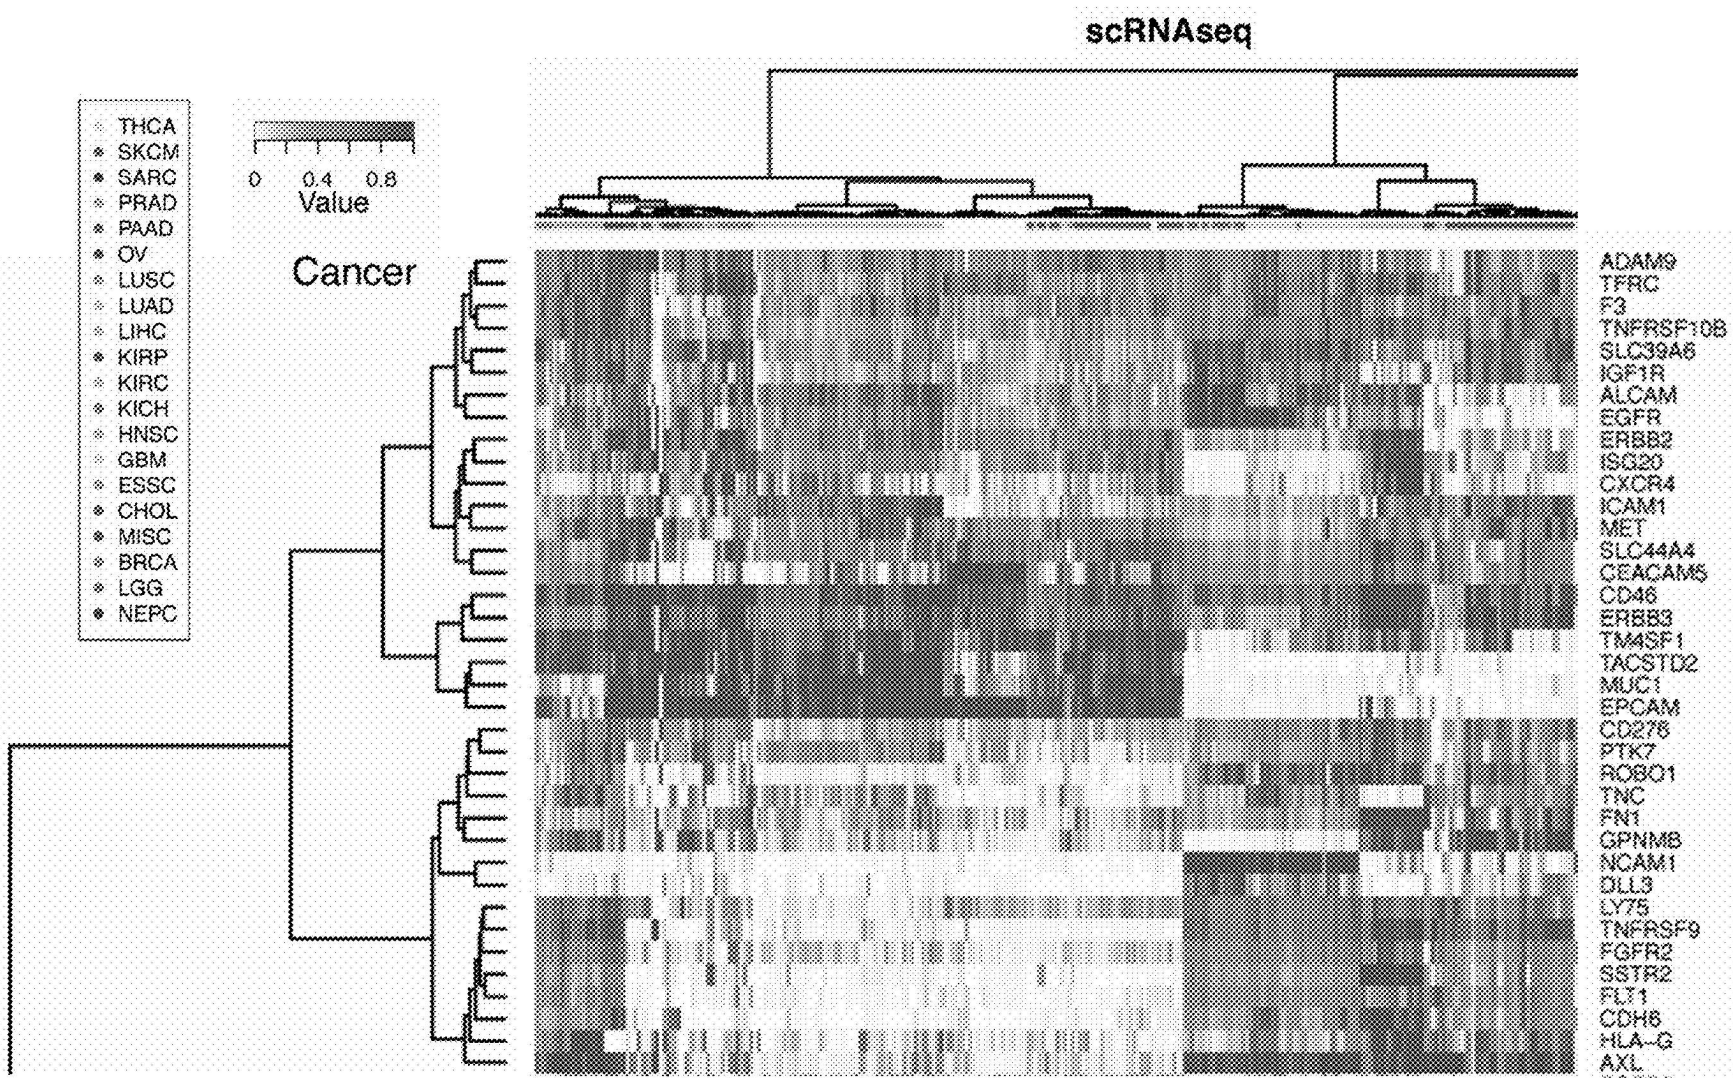 scRNAseq
THCA
SKCM
SARC
PRAD
PAAD
OV
LUSC
LUAD
LIHC
KIRP
KIRC
KICH
HNSC
GBM
ESSC
CHOL
MISC
BRCA
LGG
NEPC
0 0.4 0.8
Value
Cancer
ADAM9
TFRC
F3
TNFRSF10B
SLC39A6
IGF1R
ALCAM
EGFR
ERBB2
ISG20
CXCR4
ICAM1
MET
SLC44A4
CEACAM5
CD46
ERBB3
TM4SF1
TACSTD2
MUC1
EPCAM
CD276
PTK7
ROBO1
TNC
FN1
GPNMB
NCAM1
DLL3
LY75
TNFRSF9
FGFR2
SSTR2
FLT1
CDH6
HLA-G
AXL